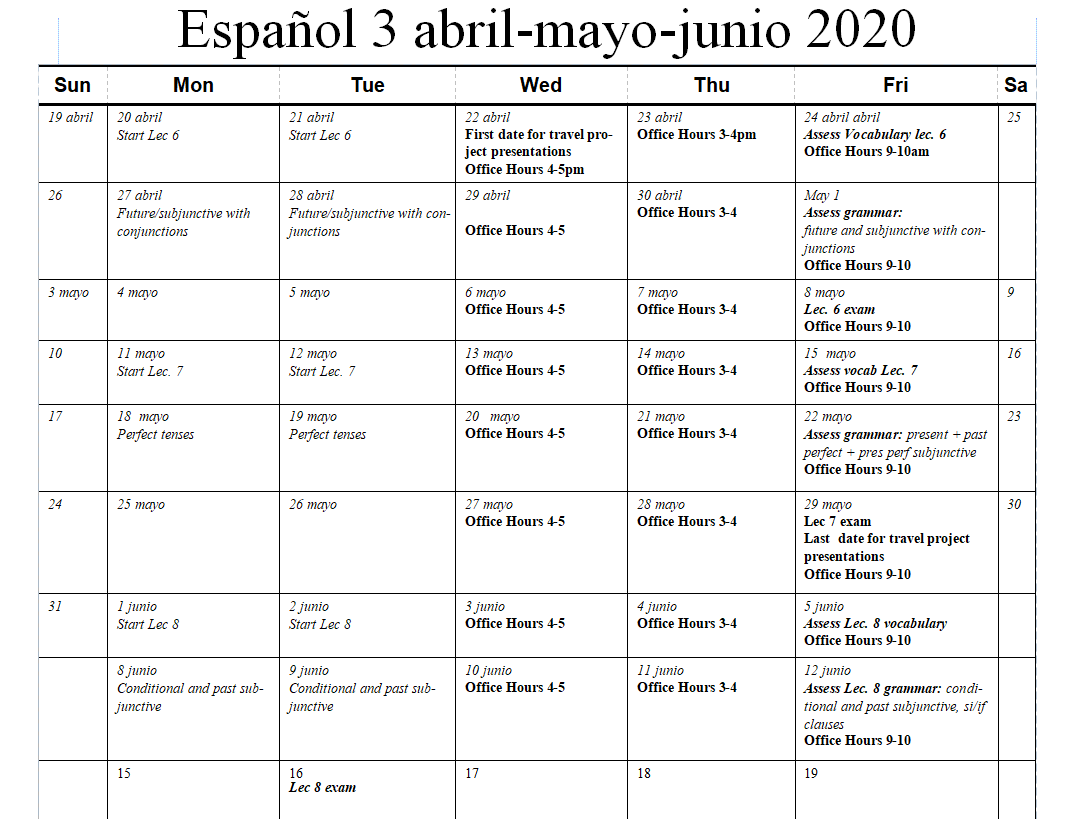 Español 3 abril-mayo-junio 2020
Sun Mon Tue Wed Thu Fri Sa
19 abril
20 abril
Start Lec 6
21 abril
Start Lec 6
22 abril
First date for travel pro-
ject presentations
Office Hours 4-5pm
23 abril
Office Hours 3-4pm
24 abril abril
Assess Vocabulary lec. 6
Office Hours 9-10am
25
26
27 abril
Future/subjunctive with
conjunctions
28 abril
Future/subjunctive with con-
junctions
29 abril
Office Hours 4-5
30 abril
Office Hours 3-4
May 1
Assess grammar:
future and subjunctive with con-
junctions
Office Hours 9-10
3 mayo
4 mayo
5 mayo
6 mayo
Office Hours 4-5
7 mayo
Office Hours 3-4
8 mayo
Lec. 6 exam
Office Hours 9-10
9
10
11 mayo
Start Lec. 7
12 mayo
Start Lec. 7
13 mayo
Office Hours 4-5
14 mayo
Office Hours 3-4
15 mayo
Assess vocab Lec. 7
Office Hours 9-10
16
17
18 mayo
Perfect tenses
19 mayo
Perfect tenses
20 mayo
Office Hours 4-5
21 mayo
Office Hours 3-4
22 mayo
Assess grammar: present + past
perfect + pres perf subjunctive
Office Hours 9-10
23
24
25 mayo
26 mayo
27 mayo
Office Hours 4-5
28 mayo
Office Hours 3-4
29 mayo
Lec 7 exam
Last date for travel project
presentations
Office Hours 9-10
30
31
1 junio
Start Lec 8
2 junio
Start Lec 8
3 junio
Office Hours 4-5
4 junio
Office Hours 3-4
5 junio
Assess Lec. 8 vocabulary
Office Hours 9-10
8 junio
Conditional and past sub-
junctive
9 junio
Conditional and past sub-
junctive
10 junio
Office Hours 4-5
11 junio
Office Hours 3-4
12 junio
Assess Lec. 8 grammar: condi-
tional and past subjunctive, si/if
clauses
Office Hours 9-10
15
16
Lec 8 exam
17
18
19